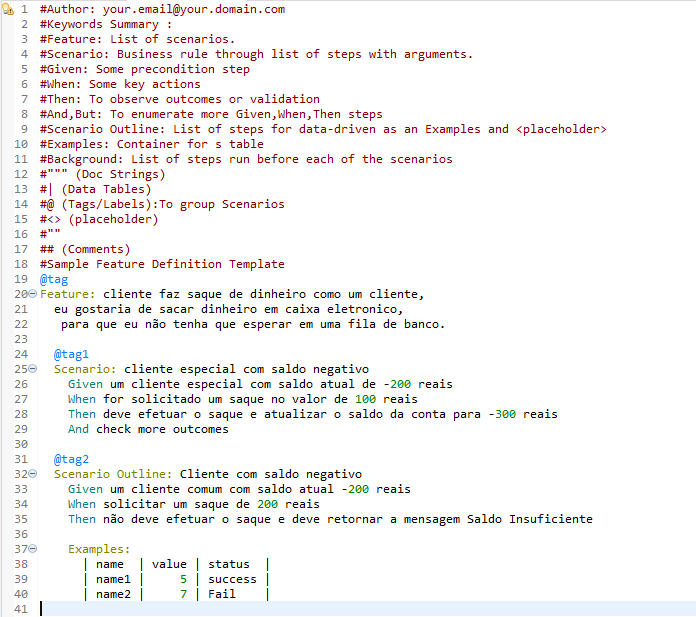 1 #Author: your.email@your.domain.com
2 #Keywords Summary :
3 #Feature: List of scenarios.
4 #Scenario: Business rule through list of steps with arguments.
5 #Given: Some precondition step
6 #When: Some key actions
7 #Then: To observe outcomes or validation
8 #And,But: To enumerate more Given,When,Then steps
9 #Scenario Outline: List of steps for data-driven as an Examples and <placeholder>
10 #Examples: Container for s table
11 #Background: List of steps run before each of the scenarios
12 #""" (Doc Strings)
13 #| (Data Tables)
14 #@ (Tags/Labels):To group Scenarios
15 #<> (placeholder)
16 #""
17 ## (Comments)
18 #Sample Feature Definition Template
19 @tag
20 Feature: cliente faz saque de dinheiro como um cliente,
21 eu gostaria de sacar dinheiro em caixa eletronico,
22 para que eu não tenha que esperar em uma fila de banco.
23
24 @tag1
25 Scenario: cliente especial com saldo negativo
26 Given um cliente especial com saldo atual de -200 reais
27 When for solicitado um saque no valor de 100 reais
28 Then deve efetuar o saque e atualizar o saldo da conta para -300 reais
29 And check more outcomes
30
31 @tag2
32 Scenario Outline: Cliente com saldo negativo
33 Given um cliente comum com saldo atual -200 reais
34 When solicitar um saque de 200 reais
35 Then não deve efetuar o saque e deve retornar a mensagem Saldo Insuficiente
36
37 Examples:
38 | name | value | status |
39 | name1 | 5 | success |
40 | name2 | 7 | Fail |
41